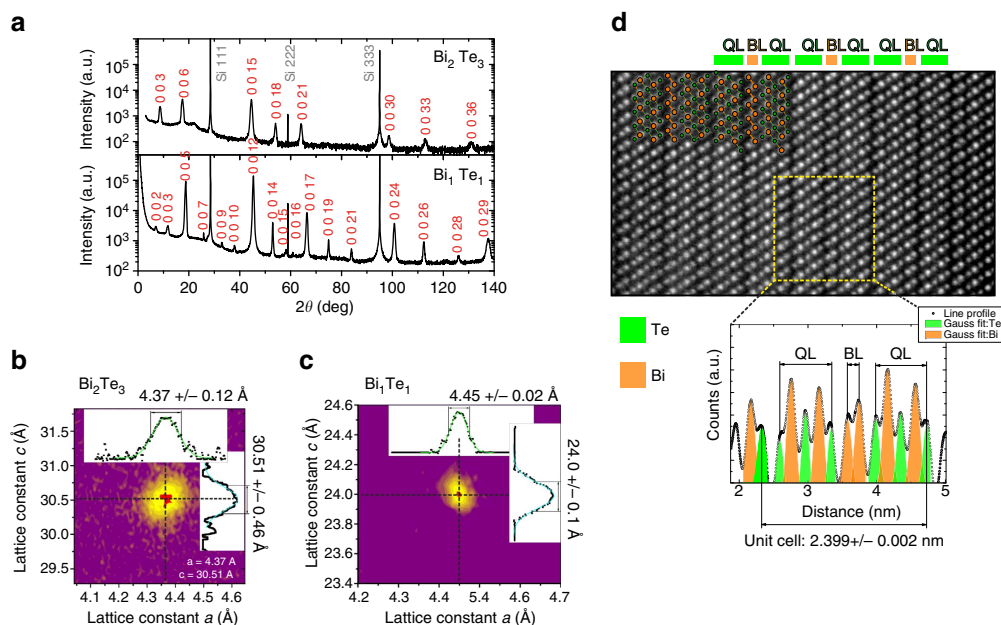 a
Intensity (a.u.)
10⁵
10⁴
10³
10²
Si 111
Si 222
Si 333
Bi₂ Te₃
0 0 3
0 0 6
0 0 15
0 0 18
0 0 21
0 0 30
0 0 33
0 0 36
Intensity (a.u.)
10⁵
10⁴
10³
10²
Bi₁ Te₁
0 0 2
0 0 3
0 0 5
0 0 7
0 0 9
0 0 10
0 0 12
0 0 14
0 0 15
0 0 16
0 0 17
0 0 19
0 0 21
0 0 24
0 0 26
0 0 28
0 0 29
0 20 40 60 80 100 120 140
2θ (deg)
b
Bi₂Te₃
4.37 +/− 0.12 Å
30.51 +/− 0.46 Å
Lattice constant c (Å)
31.5
31.0
30.5
30.0
29.5
a = 4.37 A
c = 30.51 A
4.1 4.2 4.3 4.4 4.5 4.6
Lattice constant a (Å)
c
Bi₁Te₁
4.45 +/− 0.02 Å
24.0 +/− 0.1 Å
Lattice constant c (Å)
24.6
24.4
24.2
24.0
23.8
23.6
23.4
4.2 4.3 4.4 5.4 4.6 4.7
Lattice constant a (Å)
d
QL BL QL QL BL QL QL BL QL
Te
Bi
Line profile
Gauss fit:Te
Gauss fit:Bi
QL BL QL
Counts (a.u.)
2 3 4 5
Distance (nm)
Unit cell: 2.399+/− 0.002 nm